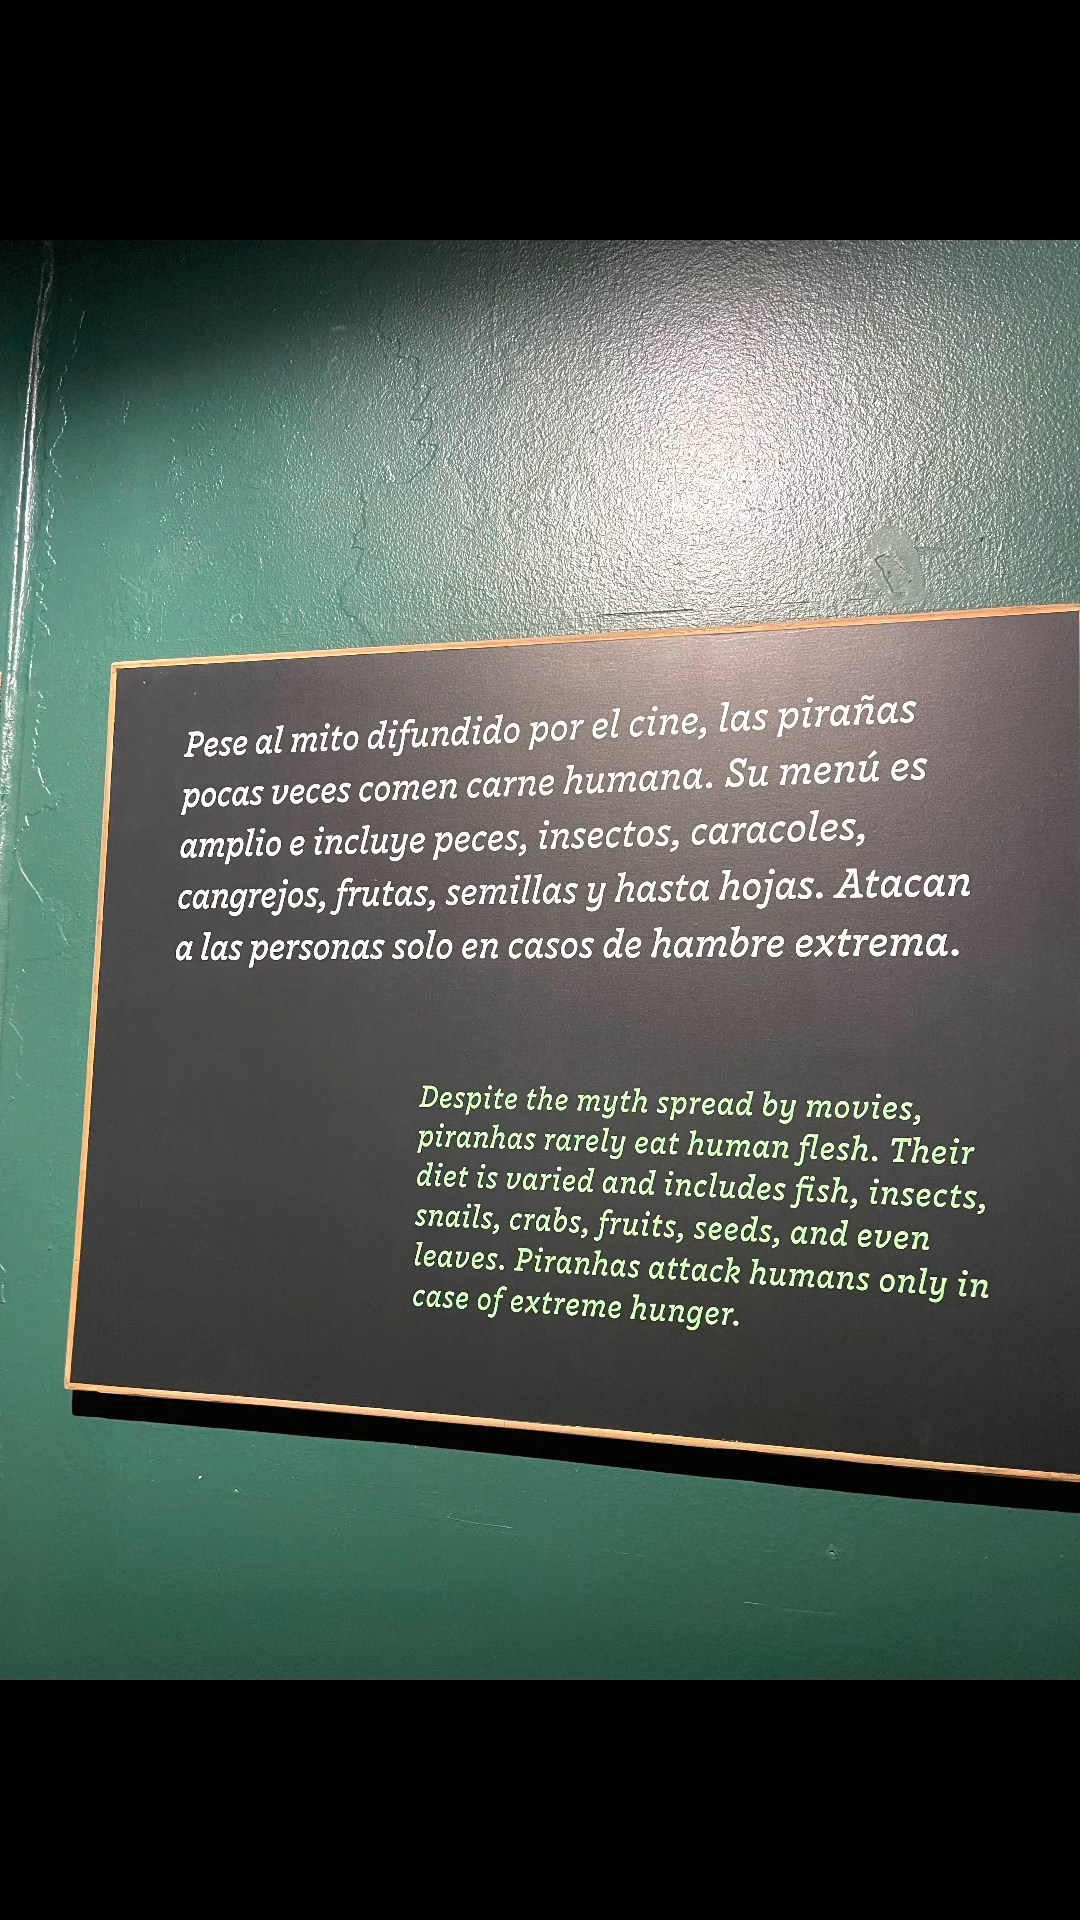 Pese al mito difundido por el cine, las pirañas
pocas veces comen carne humana. Su menú es
amplio e incluye peces, insectos, caracoles,
cangrejos, frutas, semillas y hasta hojas. Atacan
a las personas solo en casos de hambre extrema.
Despite the myth spread by movies,
piranhas rarely eat human flesh. Their
diet is varied and includes fish, insects,
snails, crabs, fruits, seeds, and even
leaves. Piranhas attack humans only in
case of extreme hunger.